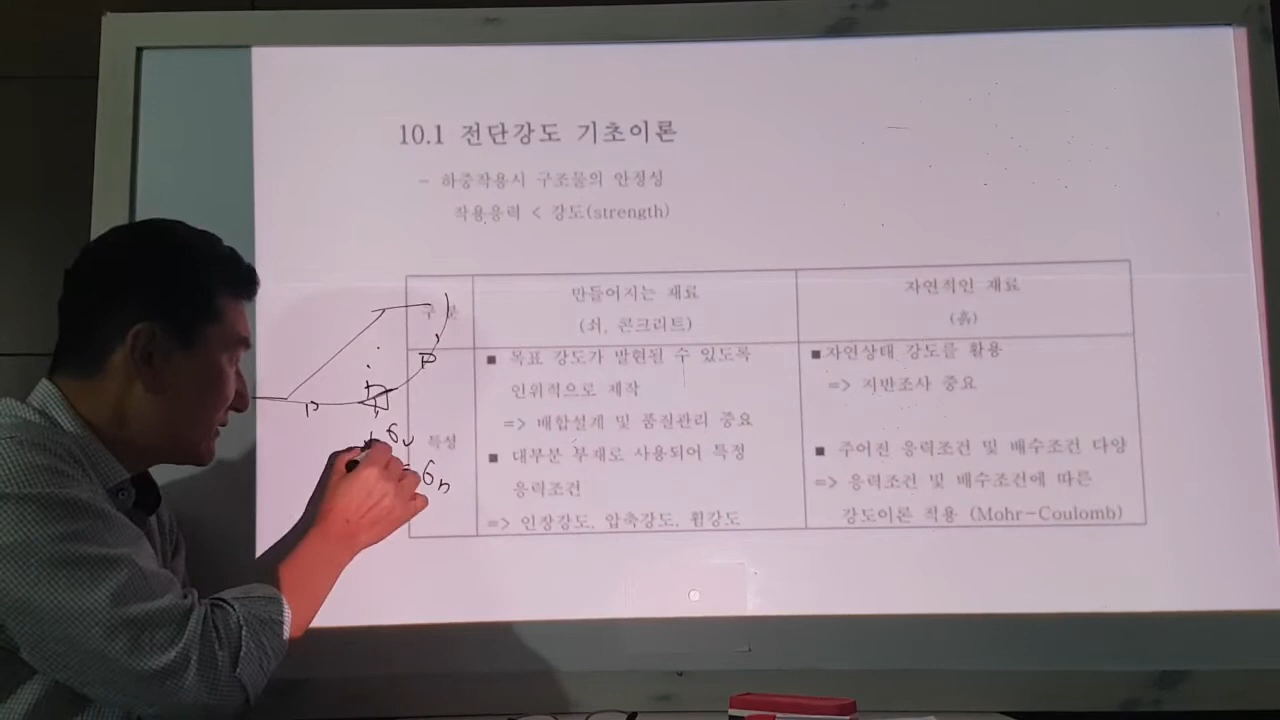 10.1 전단강도 기초이론
- 하중작용시 구조물의 안정성
작용응력 < 강도(strength)
구분
만들어지는 재료
(쇠, 콘크리트)
자연적인 재료
(흙)
특성
■ 목표 강도가 발현될 수 있도록
인위적으로 제작
=> 배합설계 및 품질관리 중요
■ 대부분 부재로 사용되어 특정
응력조건
=> 인장강도, 압축강도, 휨강도
■자연상태 강도를 활용
=> 지반조사 중요
■ 주어진 응력조건 및 배수조건 다양
=> 응력조건 및 배수조건에 따른
강도이론 적용 (Mohr-Coulomb)
P
P
σv
= σn